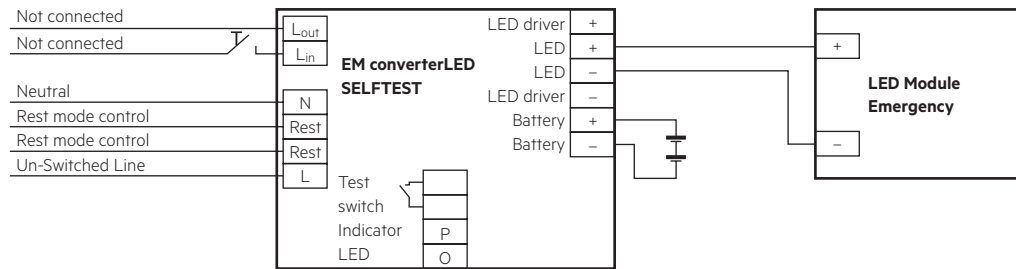 Not connected
Not connected
Neutral
Rest mode control
Rest mode control
Un-Switched Line
Lout
Lin
N
Rest
Rest
L
EM converterLED
SELFTEST
Test
switch
Indicator
LED
P
O
LED driver +
LED +
LED –
LED driver –
Battery +
Battery –
+
–
LED Module
Emergency